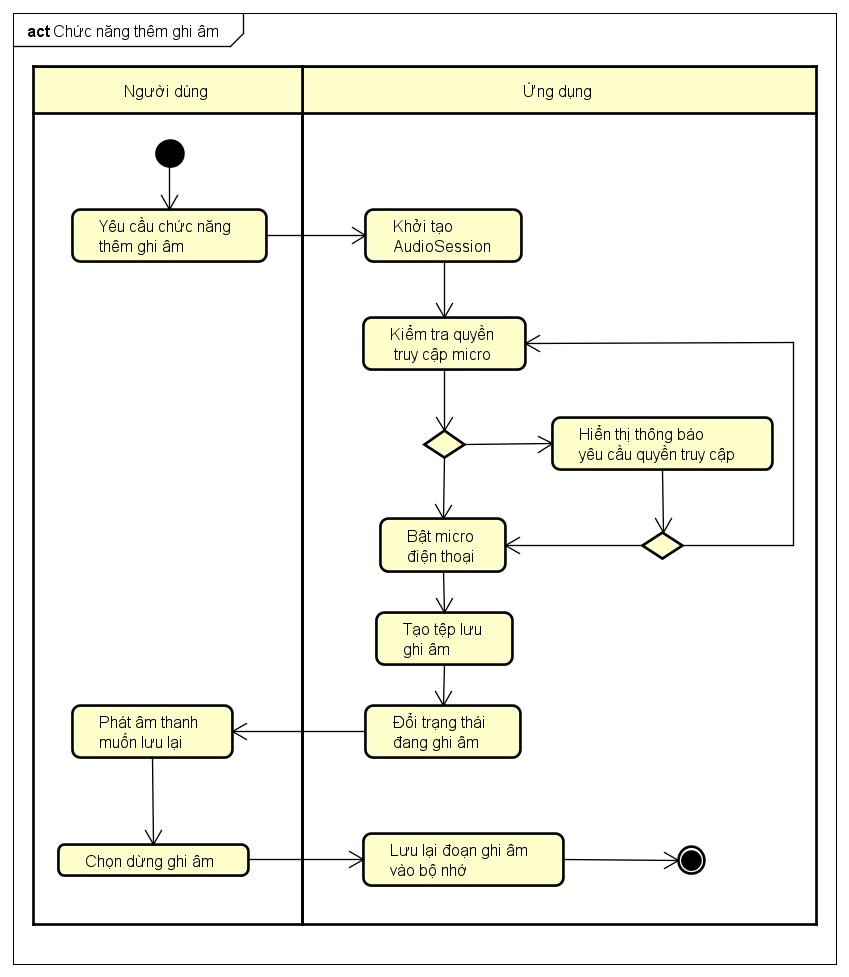 act Chức năng thêm ghi âm
Người dùng
Ứng dụng
Yêu cầu chức năng
thêm ghi âm
Khởi tạo
AudioSession
Kiểm tra quyền
truy cập micro
Hiển thị thông báo
yêu cầu quyền truy cập
Bật micro
điện thoại
Tạo tệp lưu
ghi âm
Đổi trạng thái
đang ghi âm
Phát âm thanh
muốn lưu lại
Chọn dừng ghi âm
Lưu lại đoạn ghi âm
vào bộ nhớ